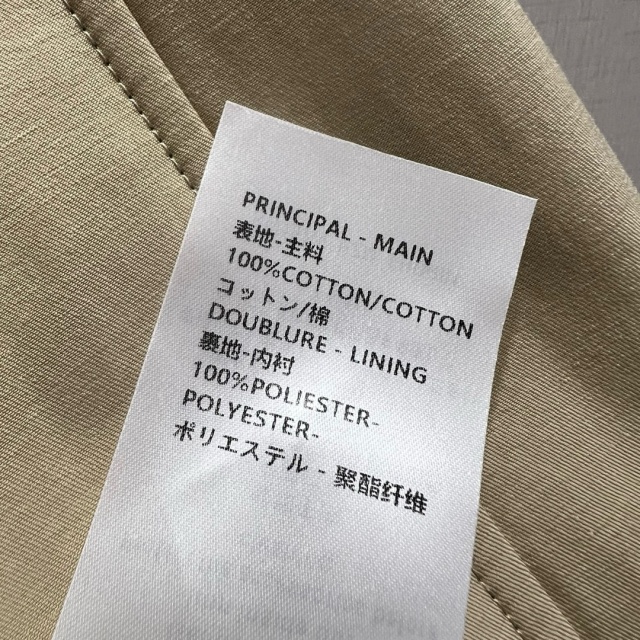 PRINCIPAL - MAIN
表地-主料
100%COTTON/COTTON
コットン/棉
DOUBLURE - LINING
裏地-内衬
100%POLIESTER-
POLYESTER-
ポリエステル - 聚酯纤维